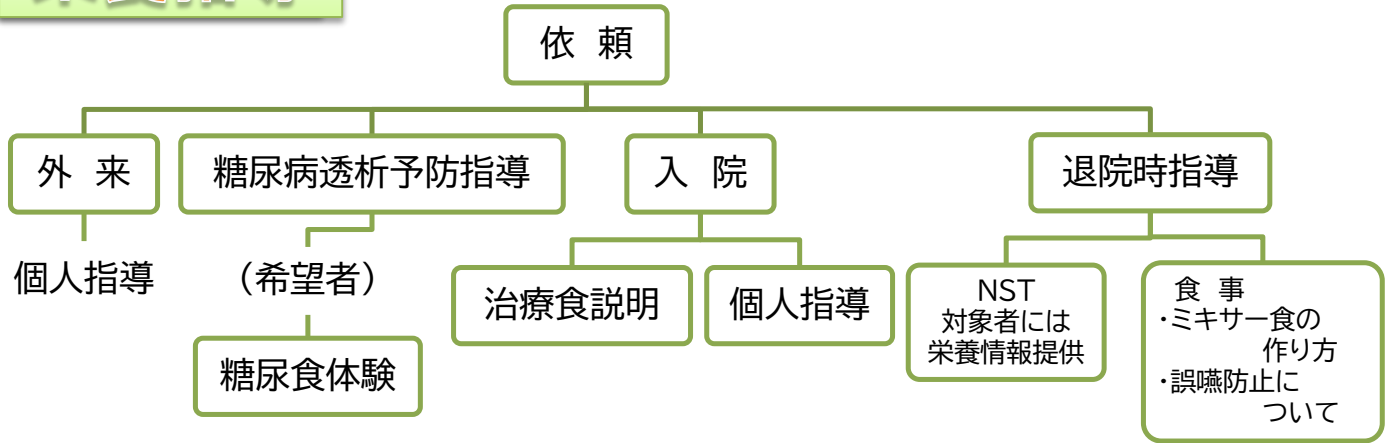 依 頼
外 来
糖尿病透析予防指導
入 院
退院時指導
個人指導
(希望者)
糖尿食体験
治療食説明
個人指導
NST
対象者には
栄養情報提供
食 事
・ミキサー食の
作り方
・誤嚥防止に
ついて